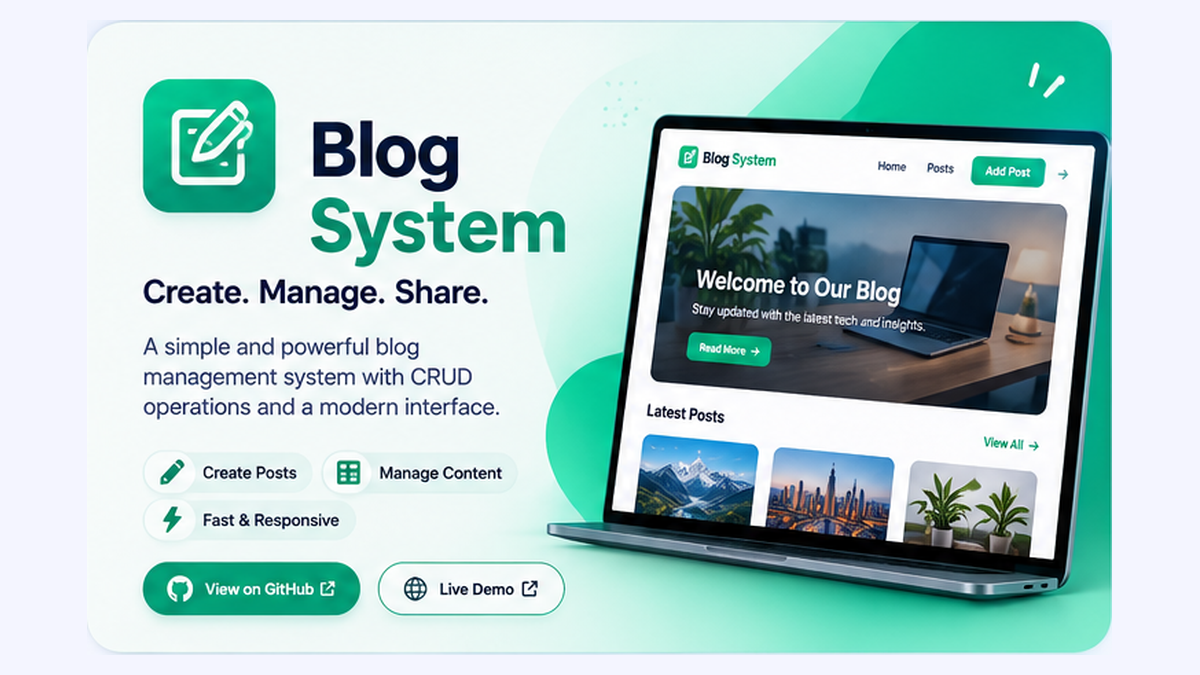 Blog
System
Create. Manage. Share.
A simple and powerful blog
management system with CRUD
operations and a modern interface.
Create Posts
Manage Content
Fast & Responsive
View on GitHub
Live Demo
Blog System
Home
Posts
Add Post
Welcome to Our Blog
Stay updated with the latest tech and insights.
Read More
Latest Posts
View All